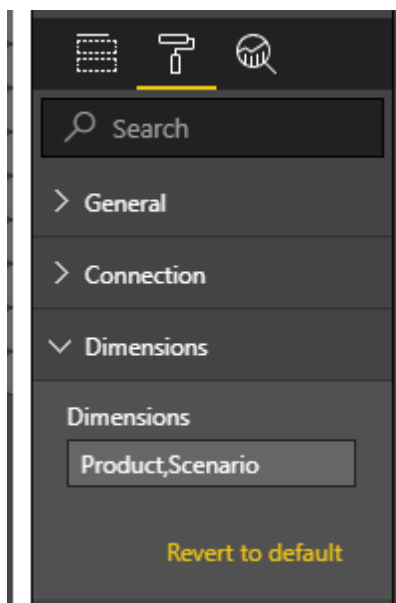 Search
General
Connection
Dimensions
Dimensions
Product,Scenario
Revert to default